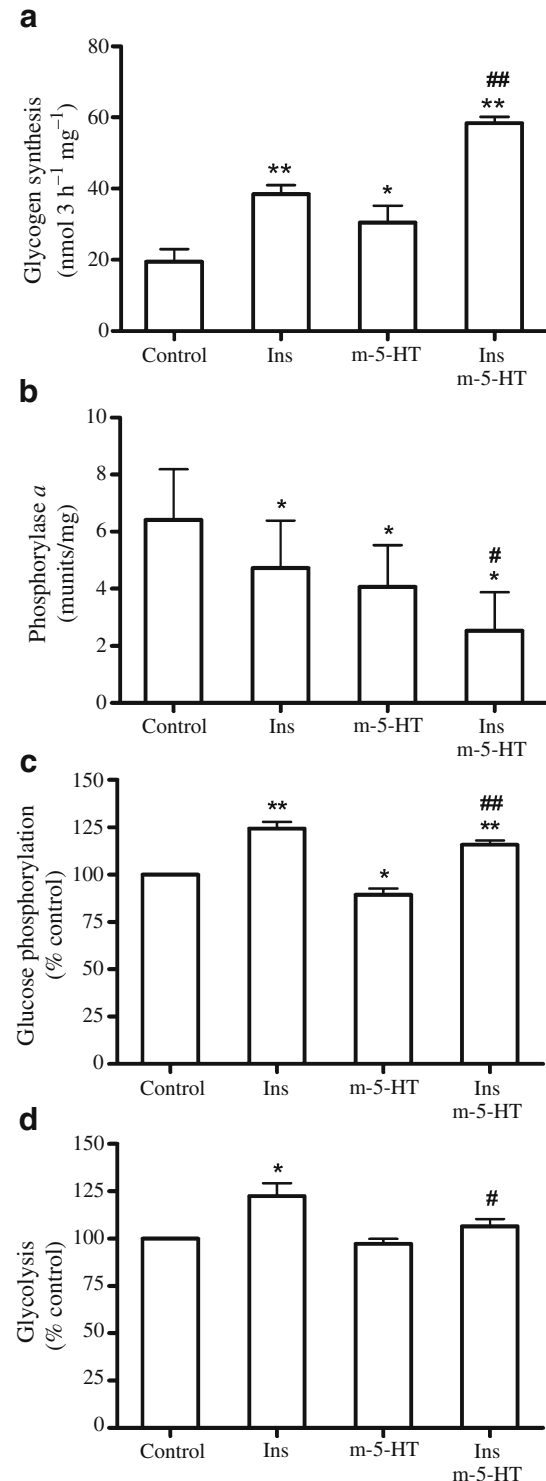 a
Glycogen synthesis
(nmol 3 h⁻¹ mg⁻¹)
80
60
40
20
0
**
*
##
**
Control Ins m-5-HT Ins
m-5-HT
b
Phosphorylase a
(munits/mg)
10
8
6
4
2
0
*
*
#
*
Control Ins m-5-HT Ins
m-5-HT
c
Glucose phosphorylation
(% control)
150
125
100
75
50
25
0
**
*
##
**
Control Ins m-5-HT Ins
m-5-HT
d
Glycolysis
(% control)
150
125
100
75
50
25
0
*
#
Control Ins m-5-HT Ins
m-5-HT